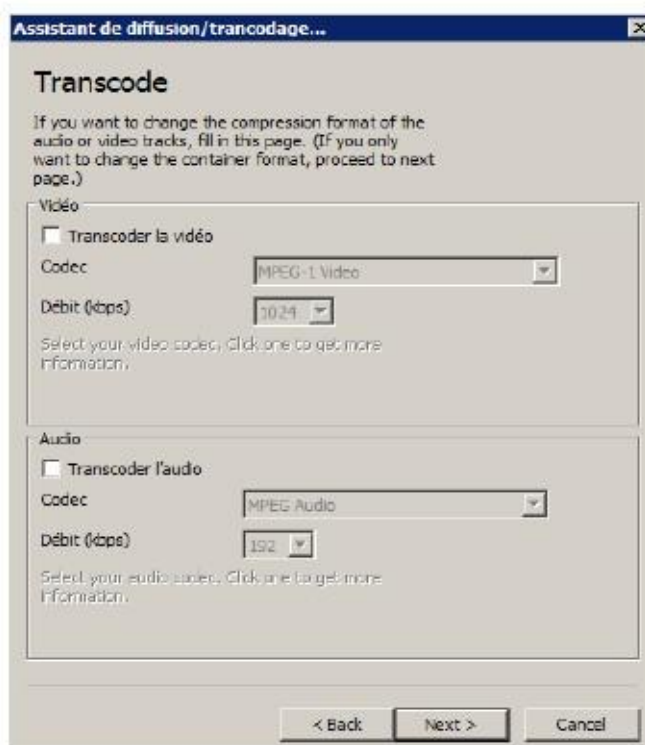 Assistant de diffusion/trancodage...
Transcode
If you want to change the compression format of the
audio or video tracks, fill in this page. (If you only
want to change the container format, proceed to next
page.)
Vidéo
Transcoder la vidéo
Codec
MPEG-1 Video
Débit (kbps)
1024
Select your video codec. Click one to get more
information.
Audio
Transcoder l'audio
Codec
MPEG Audio
Débit (kbps)
192
Select your audio codec. Click one to get more
information.
< Back
Next >
Cancel